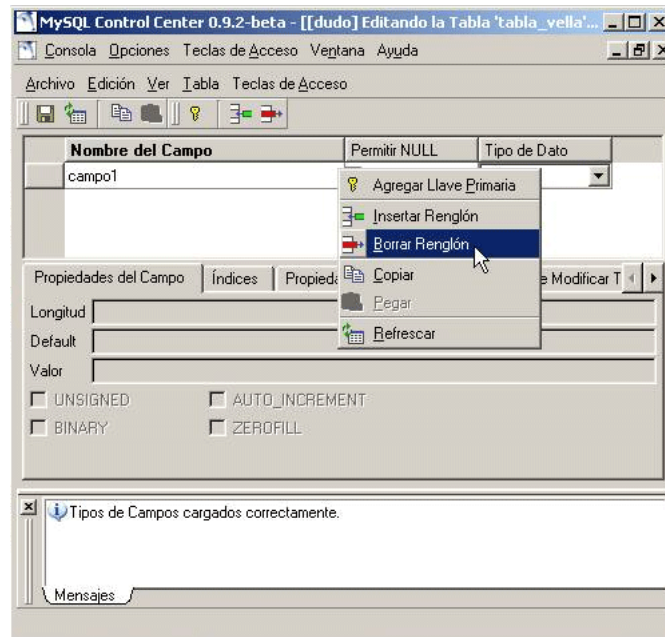 MySQL Control Center 0.9.2-beta - [[dudo] Editando la Tabla 'tabla_vella'...
Consola Opciones Teclas de Acceso Ventana Ayuda
Archivo Edición Ver Tabla Teclas de Acceso
Nombre del Campo Permitir NULL Tipo de Dato
campo1
Agregar Llave Primaria
Insertar Renglón
Borrar Renglón
Copiar
Pegar
Refrescar
Propiedades del Campo Índices Propieda e Modificar T
Longitud
Default
Valor
UNSIGNED AUTO_INCREMENT
BINARY ZEROFILL
Tipos de Campos cargados correctamente.
Mensajes